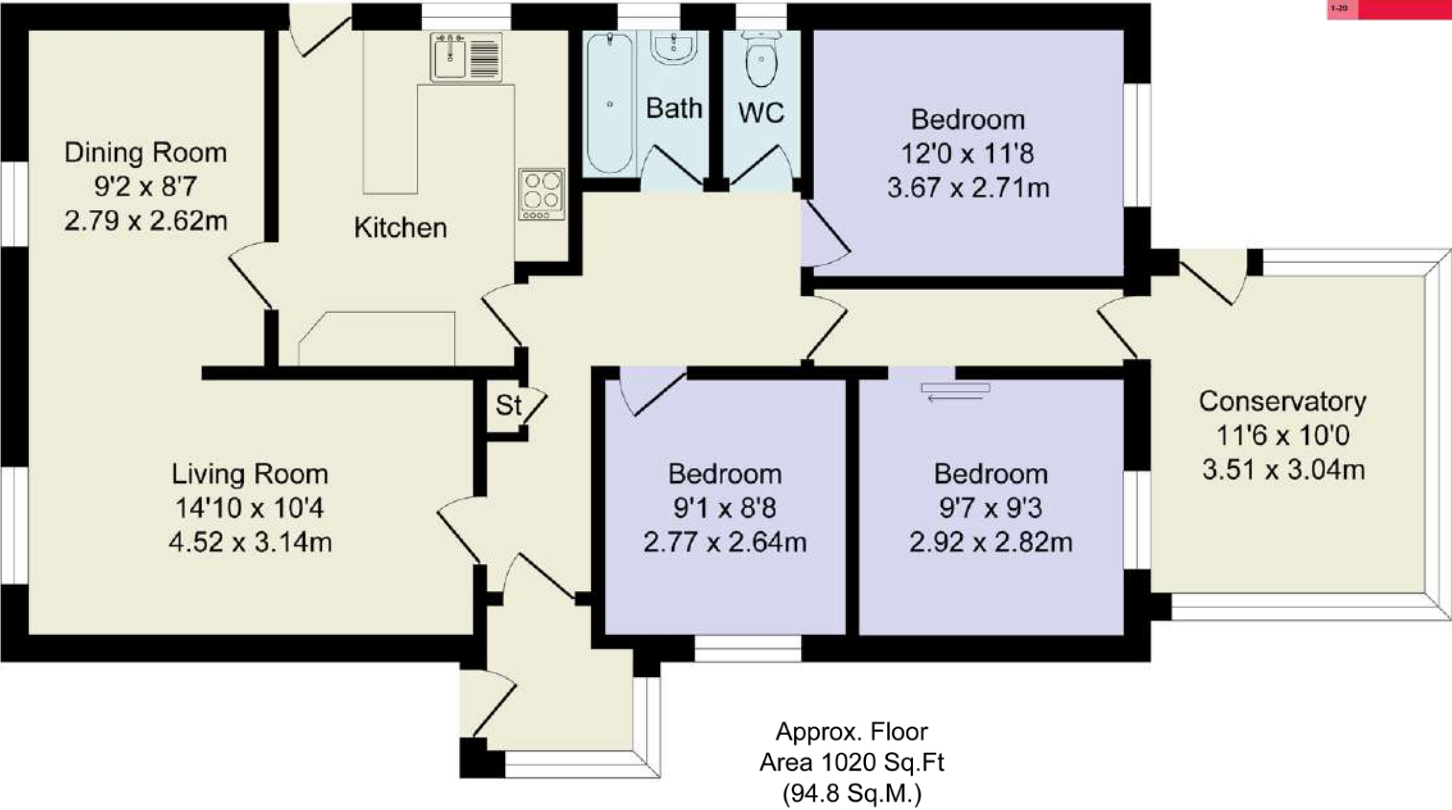 1-20
Dining Room
9'2 x 8'7
2.79 x 2.62m
Kitchen
Bath
WC
Bedroom
12'0 x 11'8
3.67 x 2.71m
St
Living Room
14'10 x 10'4
4.52 x 3.14m
Bedroom
9'1 x 8'8
2.77 x 2.64m
Bedroom
9'7 x 9'3
2.92 x 2.82m
Conservatory
11'6 x 10'0
3.51 x 3.04m
Approx. Floor
Area 1020 Sq.Ft
(94.8 Sq.M.)